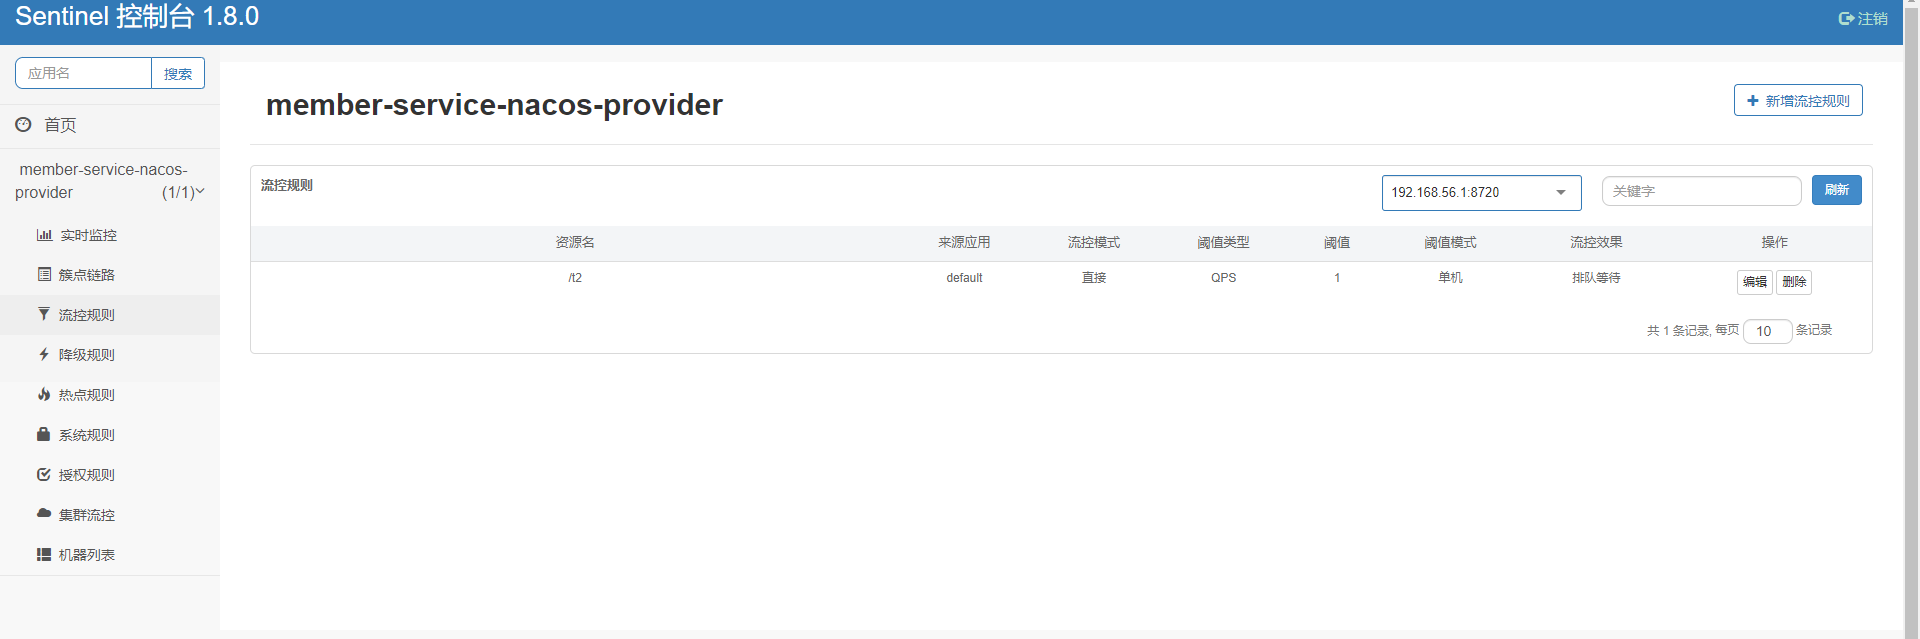 Sentinel 控制台 1.8.0
注销
应用名
搜索
首页
member-service-nacos-
provider (1/1)
实时监控
簇点链路
流控规则
降级规则
热点规则
系统规则
授权规则
集群流控
机器列表
member-service-nacos-provider
新增流控规则
流控规则
192.168.56.1:8720
关键字
刷新
资源名 来源应用 流控模式 阈值类型 阈值 阈值模式 流控效果 操作
/t2 default 直接 QPS 1 单机 排队等待 编辑 删除
共 1 条记录, 每页 10 条记录